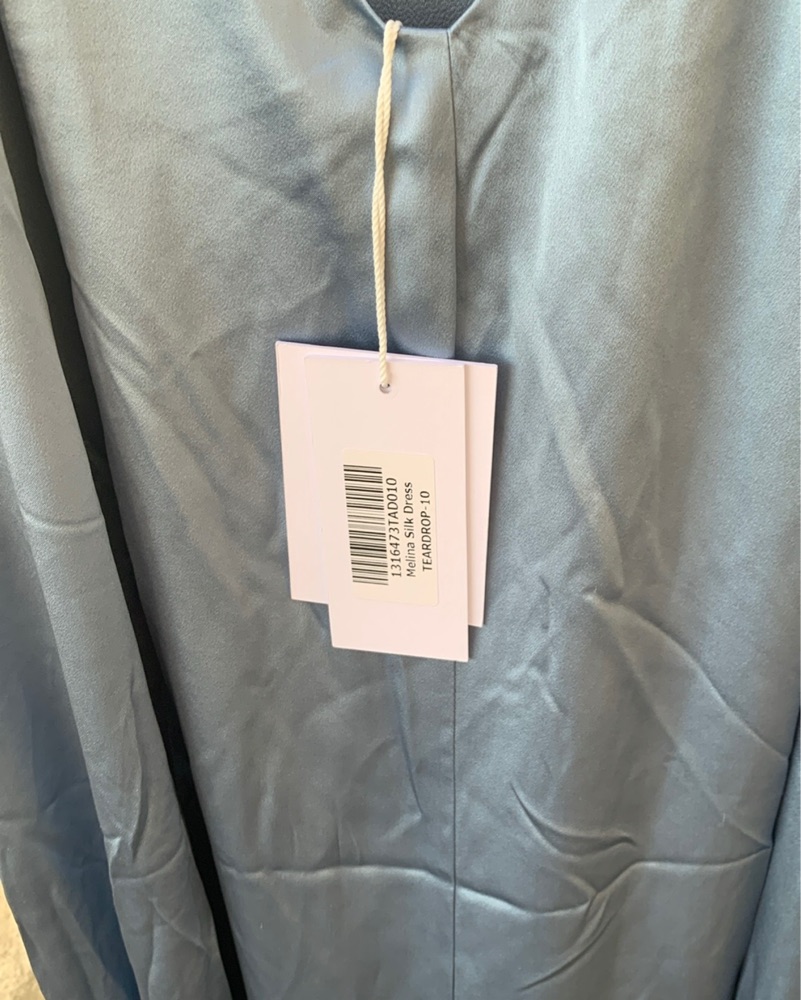 1316473TAD010
Melina Silk Dress
TEARDROP-10